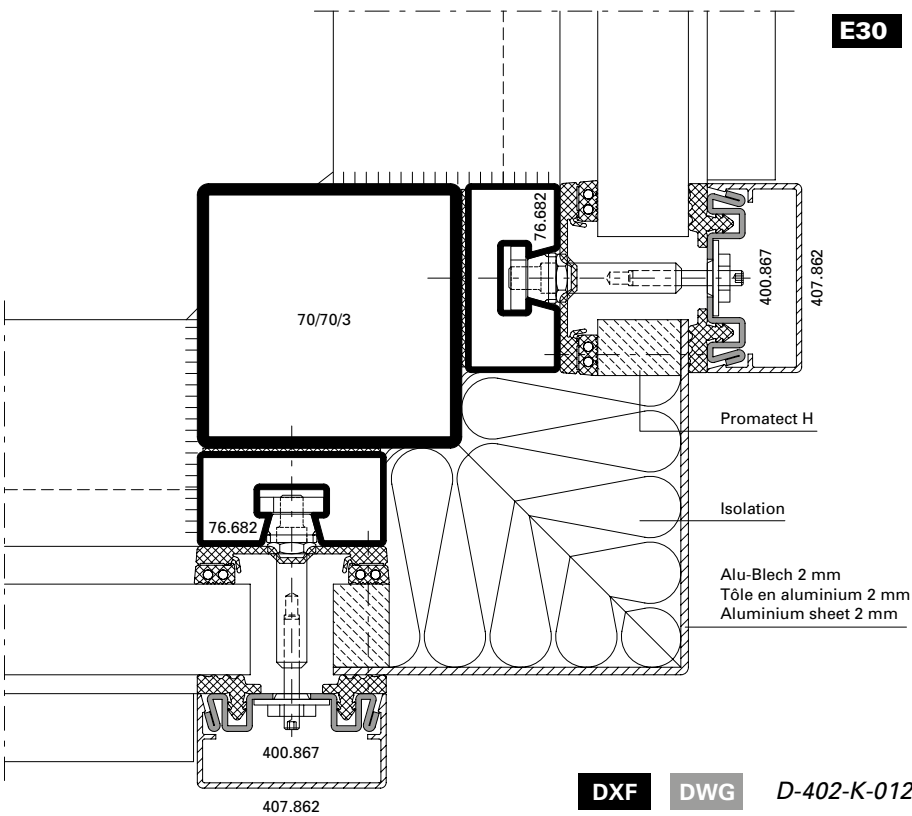 E30
76.682
400.867
407.862
70/70/3
Promatect H
76.682
Isolation
Alu-Blech 2 mm
Tôle en aluminium 2 mm
Aluminium sheet 2 mm
400.867
407.862
DXF DWG D-402-K-012